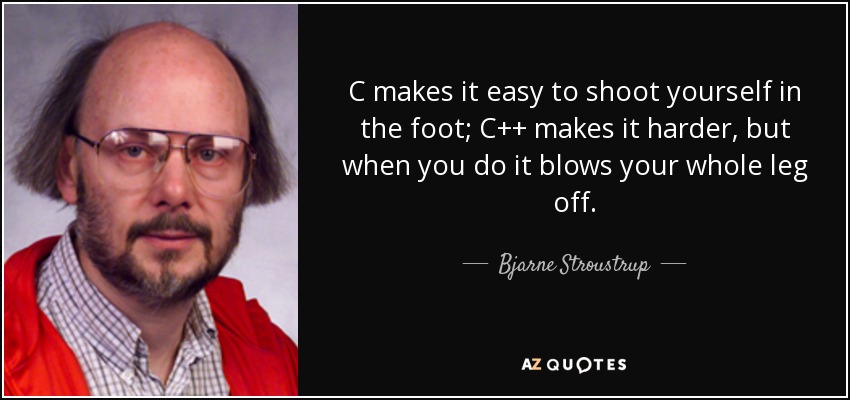 C makes it easy to shoot yourself in
the foot; C++ makes it harder, but
when you do it blows your whole leg
off.
Bjarne Stroustrup
AZ QUOTES